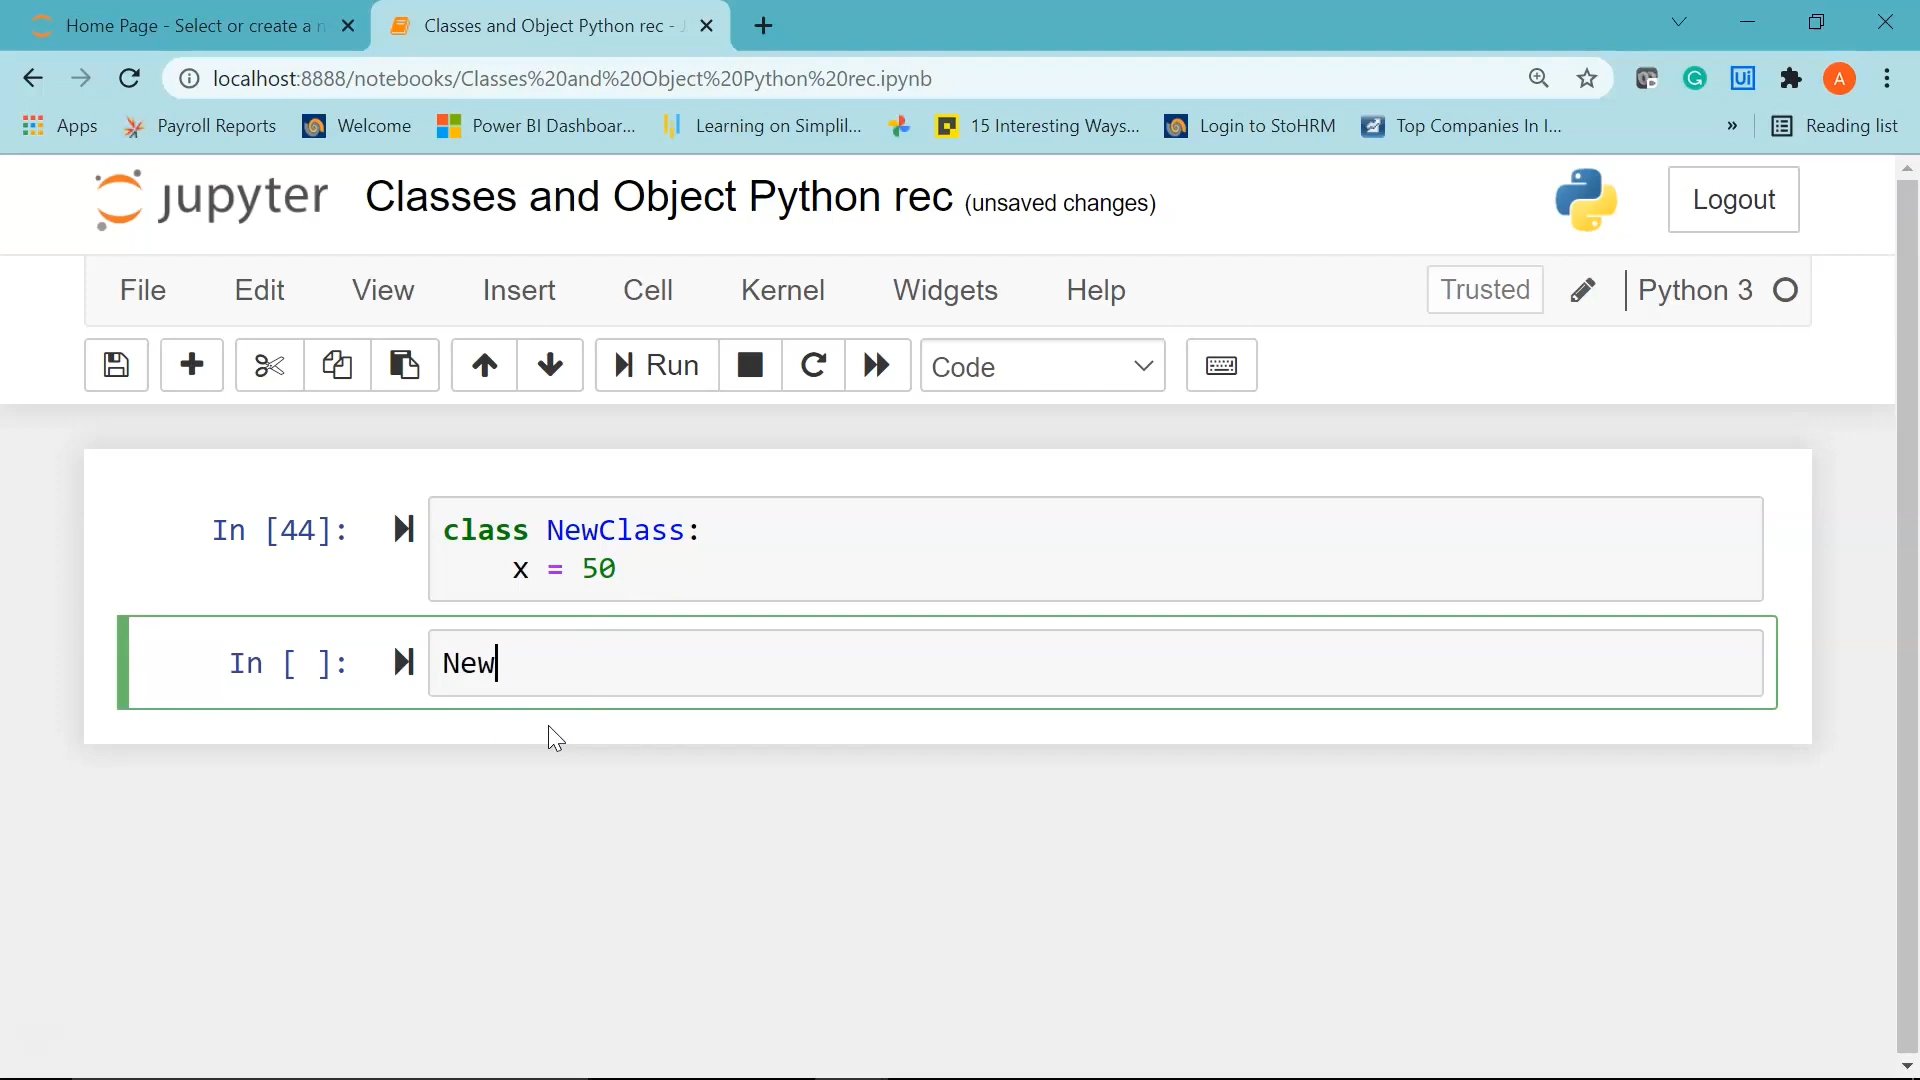 Home Page - Select or create a n
Classes and Object Python rec - J
localhost:8888/notebooks/Classes%20and%20Object%20Python%20rec.ipynb
A
Apps
Payroll Reports
Welcome
Power BI Dashboar...
Learning on Simplil...
15 Interesting Ways...
Login to StoHRM
Top Companies In I...
»
Reading list
jupyter
Classes and Object Python rec (unsaved changes)
Logout
File
Edit
View
Insert
Cell
Kernel
Widgets
Help
Trusted
Python 3
Run
Code
In [44]:
class NewClass:
x = 50
In [ ]:
New